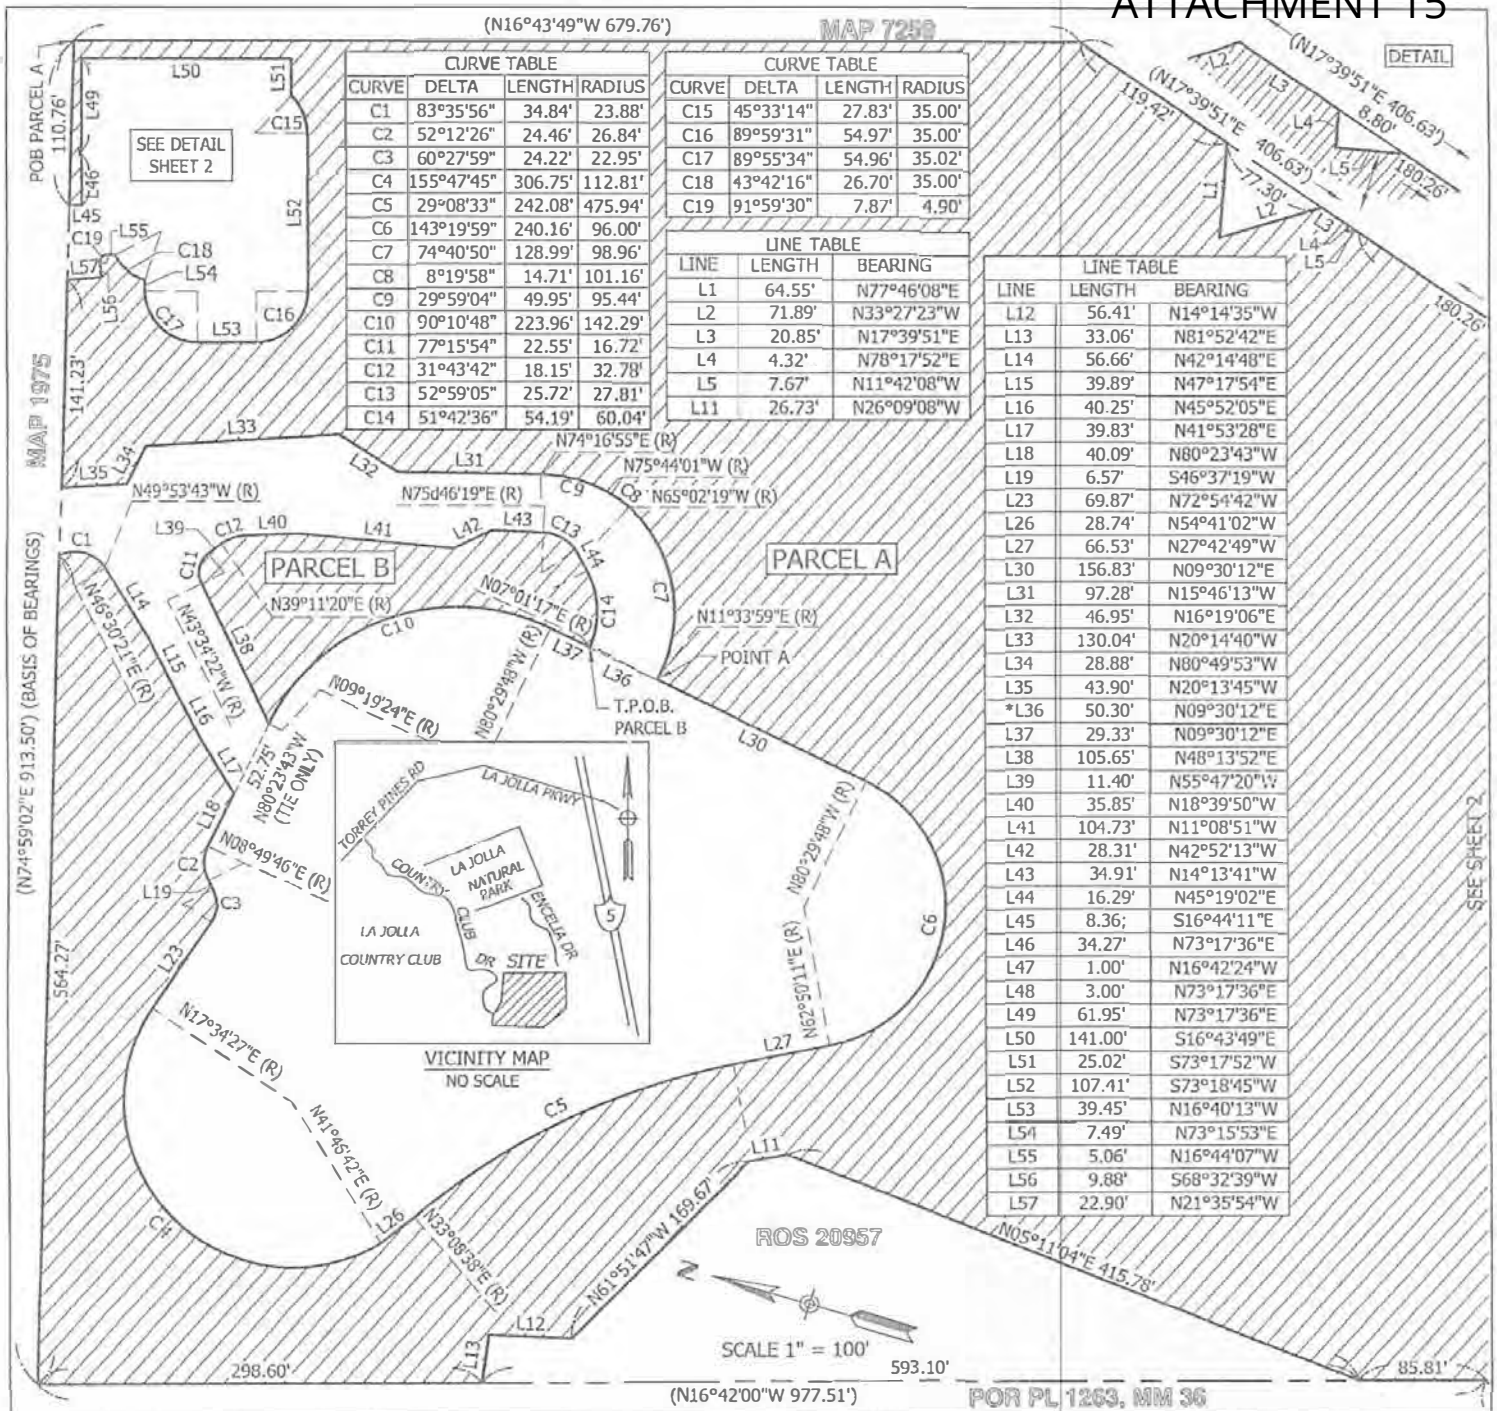 ATTACHMENT 15
(N16°43'49"W 679.76')
MAP 7259
DETAIL
POB PARCEL A
110.76'
L50
L51
L49
C15
SEE DETAIL
SHEET 2
L46
L45
L52
L55
C19
C18
L57
L54
L56
C17
L53
C16
CURVE TABLE
CURVE DELTA LENGTH RADIUS
C1 83°35'56" 34.84' 23.88'
C2 52°12'26" 24.46' 26.84'
C3 60°27'59" 24.22' 22.95'
C4 155°47'45" 306.75' 112.81'
C5 29°08'33" 242.08' 475.94'
C6 143°19'59" 240.16' 96.00'
C7 74°40'50" 128.99' 98.96'
C8 8°19'58" 14.71' 101.16'
C9 29°59'04" 49.95' 95.44'
C10 90°10'48" 223.96' 142.29'
C11 77°15'54" 22.55' 16.72'
C12 31°43'42" 18.15' 32.78'
C13 52°59'05" 25.72' 27.81'
C14 51°42'36" 54.19' 60.04'
CURVE TABLE
CURVE DELTA LENGTH RADIUS
C15 45°33'14" 27.83' 35.00'
C16 89°59'31" 54.97' 35.00'
C17 89°55'34" 54.96' 35.02'
C18 43°42'16" 26.70' 35.00'
C19 91°59'30" 7.87' 4.90'
LINE TABLE
LINE LENGTH BEARING
L1 64.55' N77°46'08"E
L2 71.89' N33°27'23"W
L3 20.85' N17°39'51"E
L4 4.32' N78°17'52"E
L5 7.67' N11°42'08"W
L11 26.73' N26°09'08"W
LINE TABLE
LINE LENGTH BEARING
L12 56.41' N14°14'35"W
L13 33.06' N81°52'42"E
L14 56.66' N42°14'48"E
L15 39.89' N47°17'54"E
L16 40.25' N45°52'05"E
L17 39.83' N41°53'28"E
L18 40.09' N80°23'43"W
L19 6.57' S46°37'19"W
L23 69.87' N72°54'42"W
L26 28.74' N54°41'02"W
L27 66.53' N27°42'49"W
L30 156.83' N09°30'12"E
L31 97.28' N15°46'13"W
L32 46.95' N16°19'06"E
L33 130.04' N20°14'40"W
L34 28.88' N80°49'53"W
L35 43.90' N20°13'45"W
*L36 50.30' N09°30'12"E
L37 29.33' N09°30'12"E
L38 105.65' N48°13'52"E
L39 11.40' N55°47'20"W
L40 35.85' N18°39'50"W
L41 104.73' N11°08'51"W
L42 28.31' N42°52'13"W
L43 34.91' N14°13'41"W
L44 16.29' N45°19'02"E
L45 8.36; S16°44'11"E
L46 34.27' N73°17'36"E
L47 1.00' N16°42'24"W
L48 3.00' N73°17'36"E
L49 61.95' N73°17'36"E
L50 141.00' S16°43'49"E
L51 25.02' S73°17'52"W
L52 107.41' S73°18'45"W
L53 39.45' N16°40'13"W
L54 7.49' N73°15'53"E
L55 5.06' N16°44'07"W
L56 9.88' S68°32'39"W
L57 22.90' N21°35'54"W
119.42'
(N17°39'51"E 406.63')
L1
77.30'
L2
L3
L4
L5
180.26'
L2
L3
(N17°39'51"E 406.63')
8.80'
L4
L5
180.26'
MAP 1975
141.23'
L35
L34
L33
L32
L31
N74°16'55"E (R)
N75°44'01"W (R)
N65°02'19"W (R)
C9
C8
N49°53'43"W (R)
N75d46'19"E (R)
C1
L39
C12
L40
L41
L42
L43
C13
L44
C11
PARCEL B
PARCEL A
N39°11'20"E (R)
N07°01'17"E (R)
C14
C7
C10
L37
L36
N11°33'59"E (R)
POINT A
N46°30'21"E (R)
L14
L15
L16
L17
N43°34'22"W (R)
L38
N09°19'24"E (R)
N80°29'48"W (R)
T.P.O.B.
PARCEL B
L30
52.75'
N80°23'43"W
(TIE ONLY)
(N74°59'02"E 913.50') (BASIS OF BEARINGS)
L18
C2
N08°49'46"E (R)
L19
C3
L23
TORREY PINES RD
LA JOLLA PKWY
COUNTRY
LA JOLLA
NATURAL
PARK
CLUB
ENCELIA DR
5
LA JOLLA
COUNTRY CLUB
DR
SITE
VICINITY MAP
NO SCALE
N80°29'48"W (R)
N62°50'11"E (R)
C6
L27
SEE SHEET 2
564.27'
N17°34'27"E (R)
N41°46'42"E (R)
C5
C4
L26
N33°08'38"E (R)
L11
N61°51'47"W 169.67'
L12
L13
ROS 20957
N05°11'04"E 415.78'
N
SCALE 1" = 100'
298.60'
593.10'
85.81'
(N16°42'00"W 977.51')
POR PL 1263, MM 36